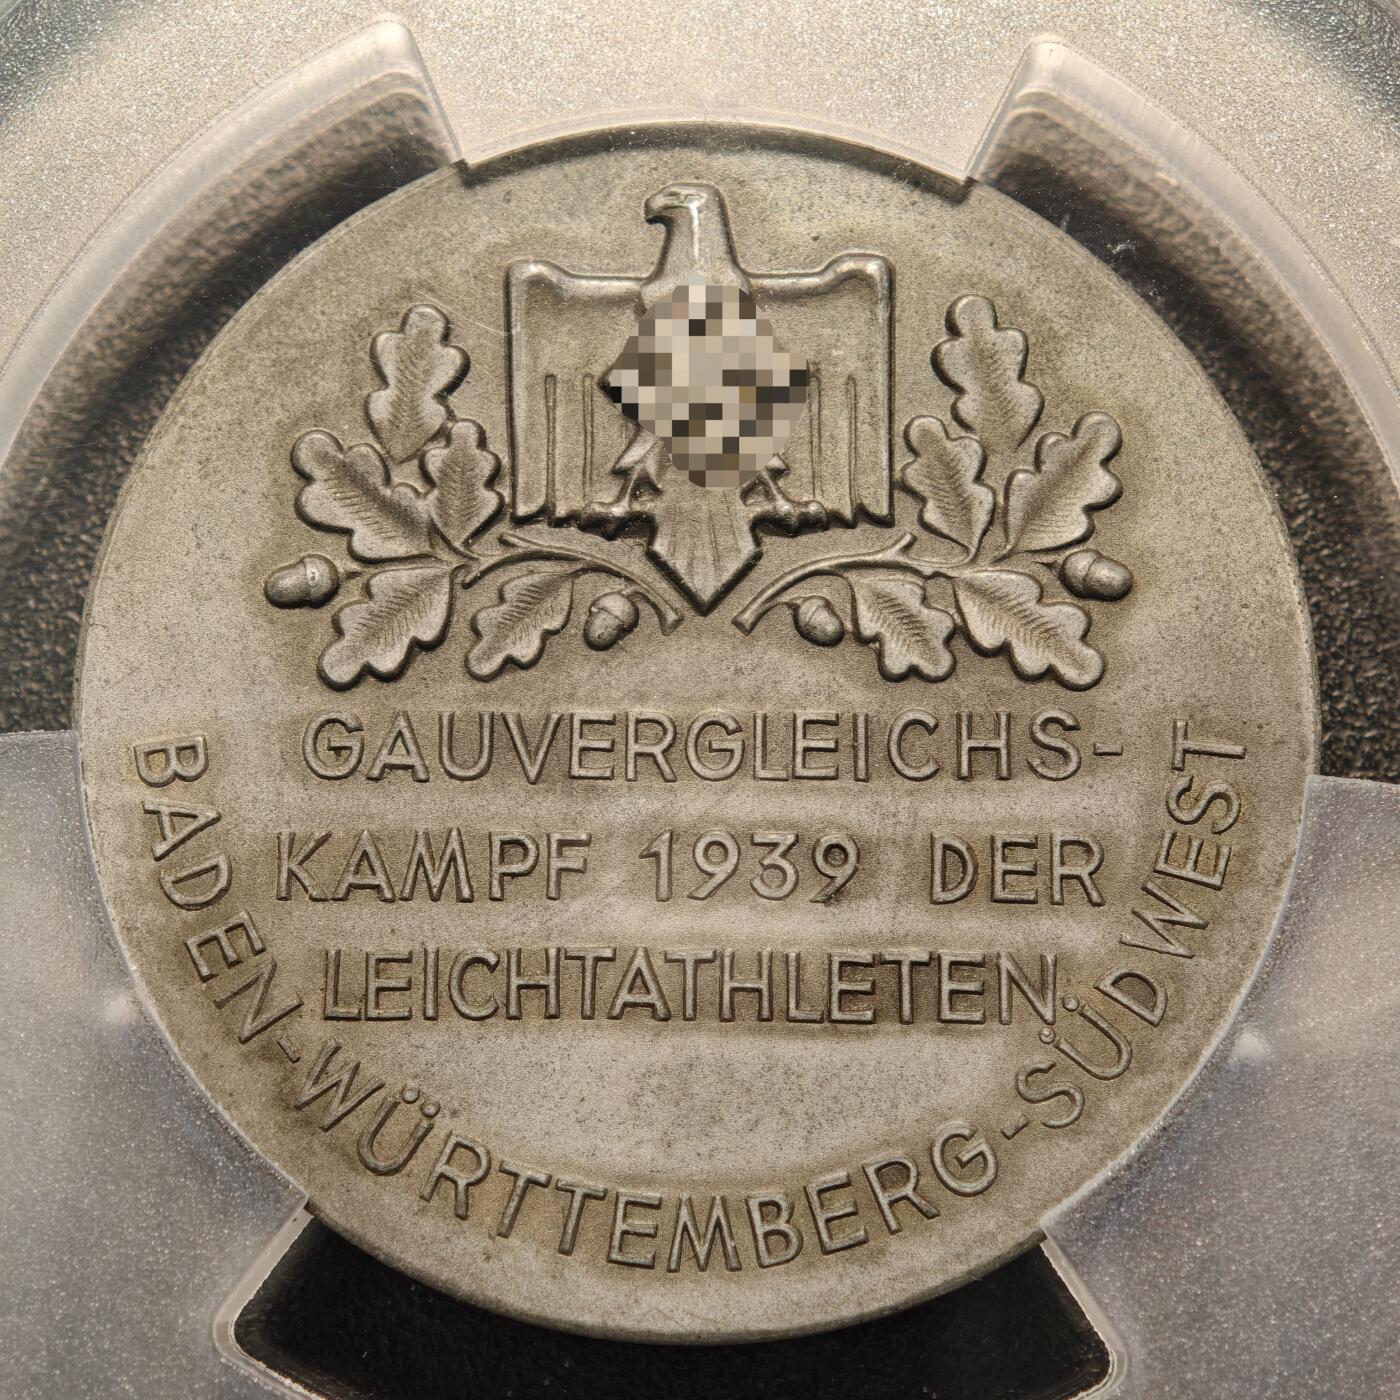 GAUVERGLEICHS-
KAMPF 1939 DER
LEICHTATHLETEN
BADEN-WÜRTTEMBERG-SÜDWEST